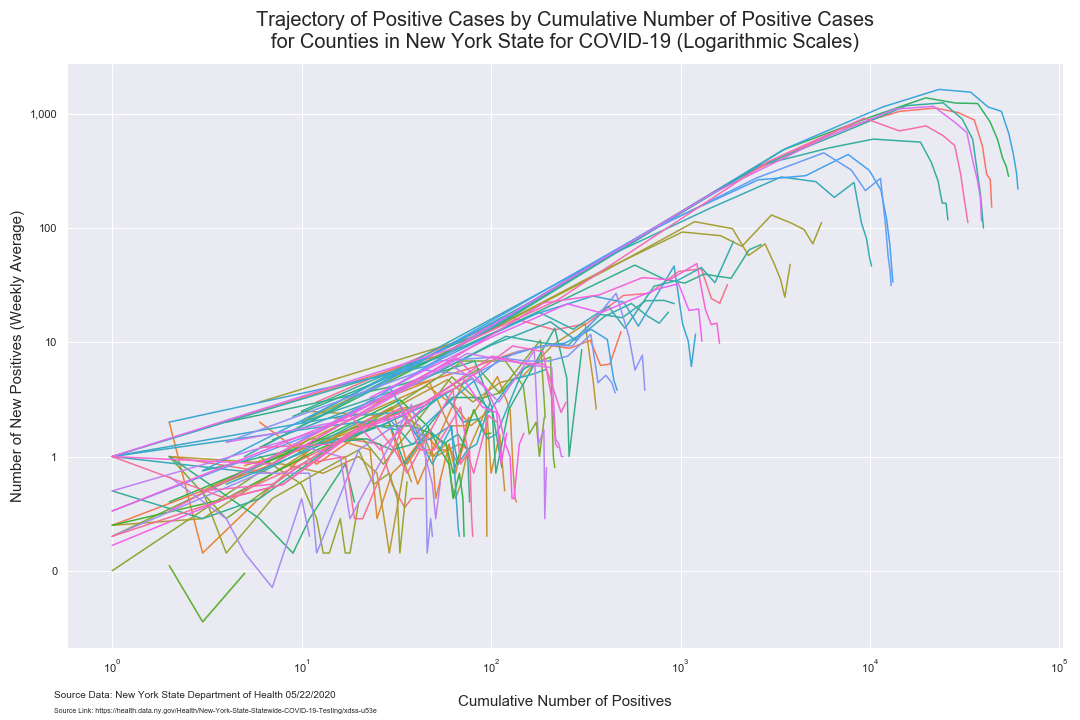 Trajectory of Positive Cases by Cumulative Number of Positive Cases
for Counties in New York State for COVID-19 (Logarithmic Scales)
Number of New Positives (Weekly Average)
1,000
100
10
1
0
10⁰
10¹
10²
10³
10⁴
10⁵
Cumulative Number of Positives
Source Data: New York State Department of Health 05/22/2020
Source Link: https://health.data.ny.gov/Health/New-York-State-Statewide-COVID-19-Testing/xdss-u53e